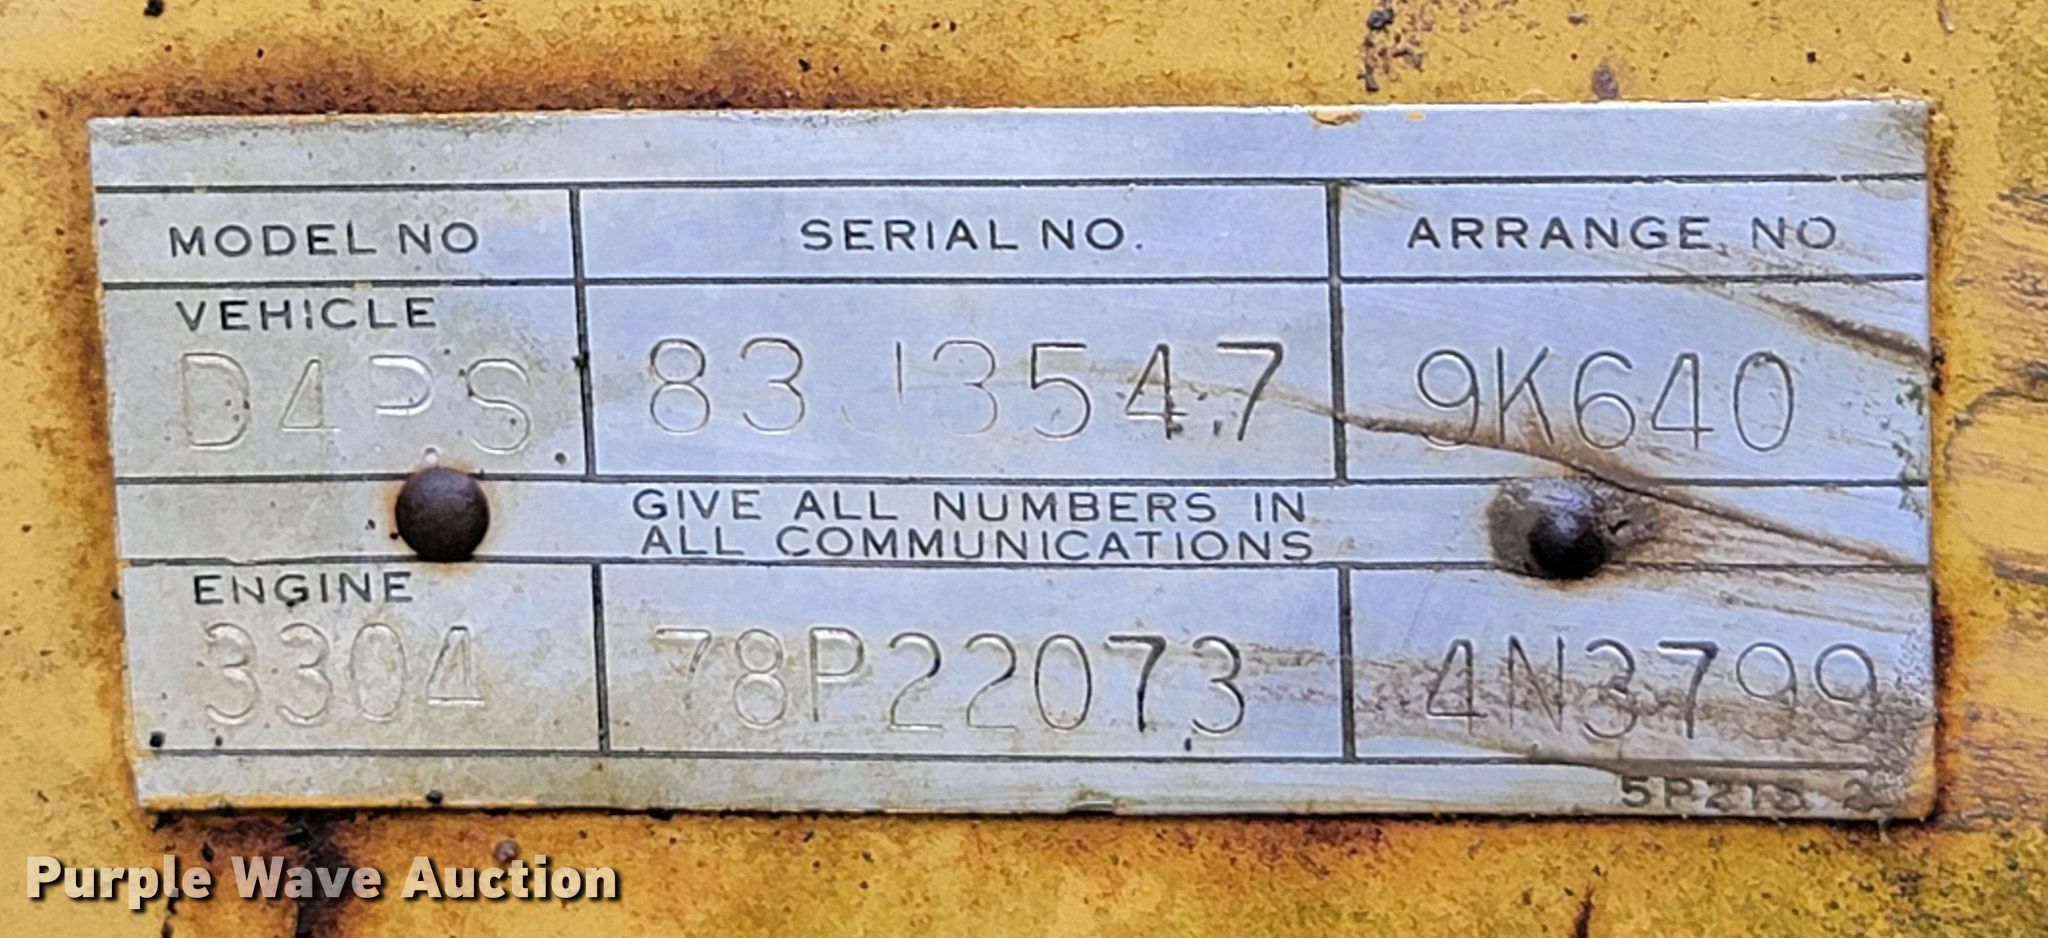 MODEL NO. SERIAL NO. ARRANGE. NO
VEHICLE
D4PS 83J3547 9K640
GIVE ALL NUMBERS IN
ALL COMMUNICATIONS
ENGINE
3304 78P22073 4N3799
Purple Wave Auction